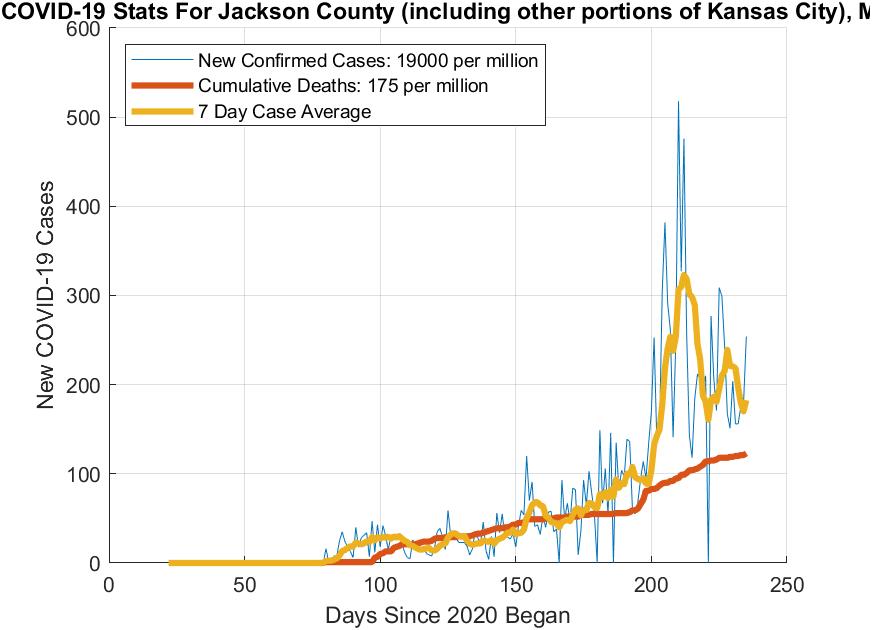 COVID-19 Stats For Jackson County (including other portions of Kansas City), M
New Confirmed Cases: 19000 per million
Cumulative Deaths: 175 per million
7 Day Case Average
New COVID-19 Cases
600
500
400
300
200
100
0
0 50 100 150 200 250
Days Since 2020 Began